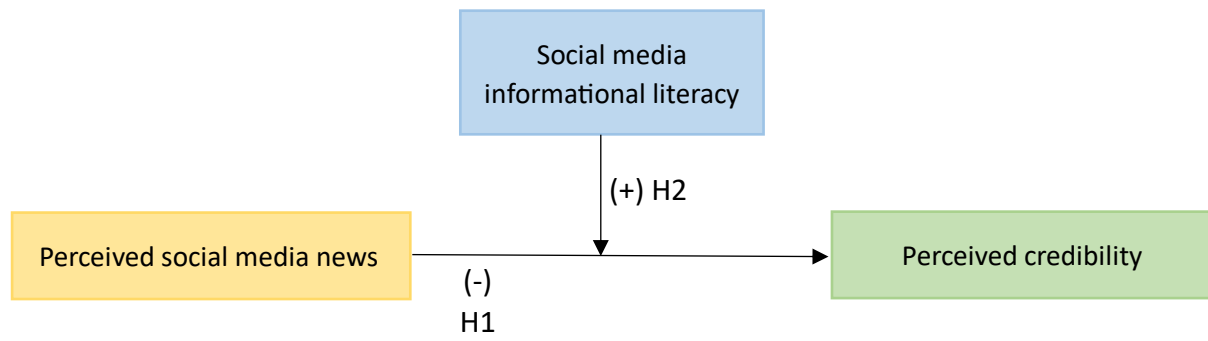 Social media
informational literacy
(+) H2
Perceived social media news
Perceived credibility
(-)
H1